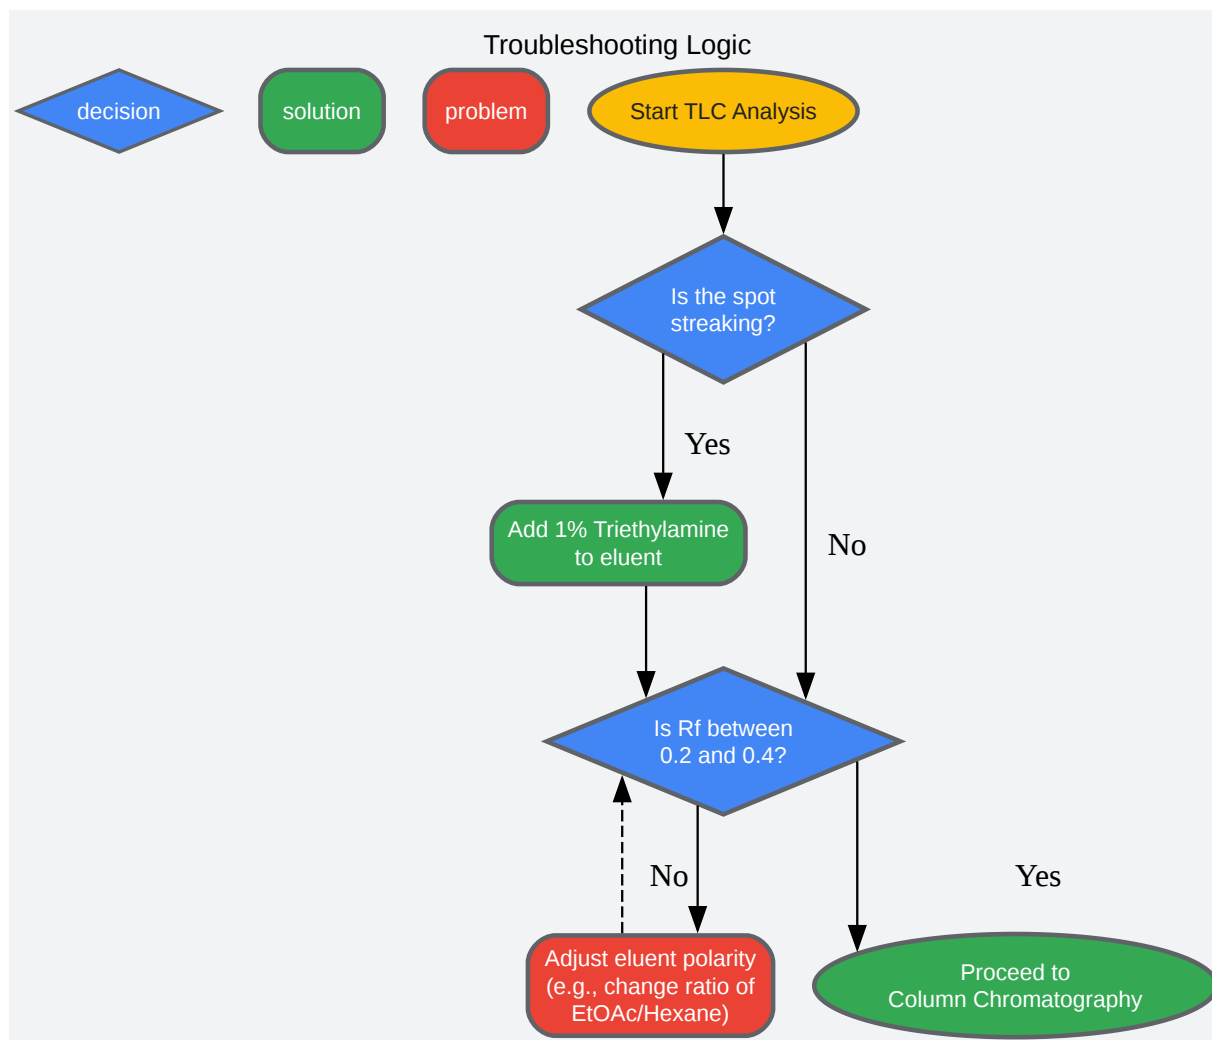 Troubleshooting Logic
decision
solution
problem
Start TLC Analysis
Is the spot
streaking?
Yes
Add 1% Triethylamine
to eluent
No
Is Rf between
0.2 and 0.4?
No
Yes
Adjust eluent polarity
(e.g., change ratio of
EtOAc/Hexane)
Proceed to
Column Chromatography